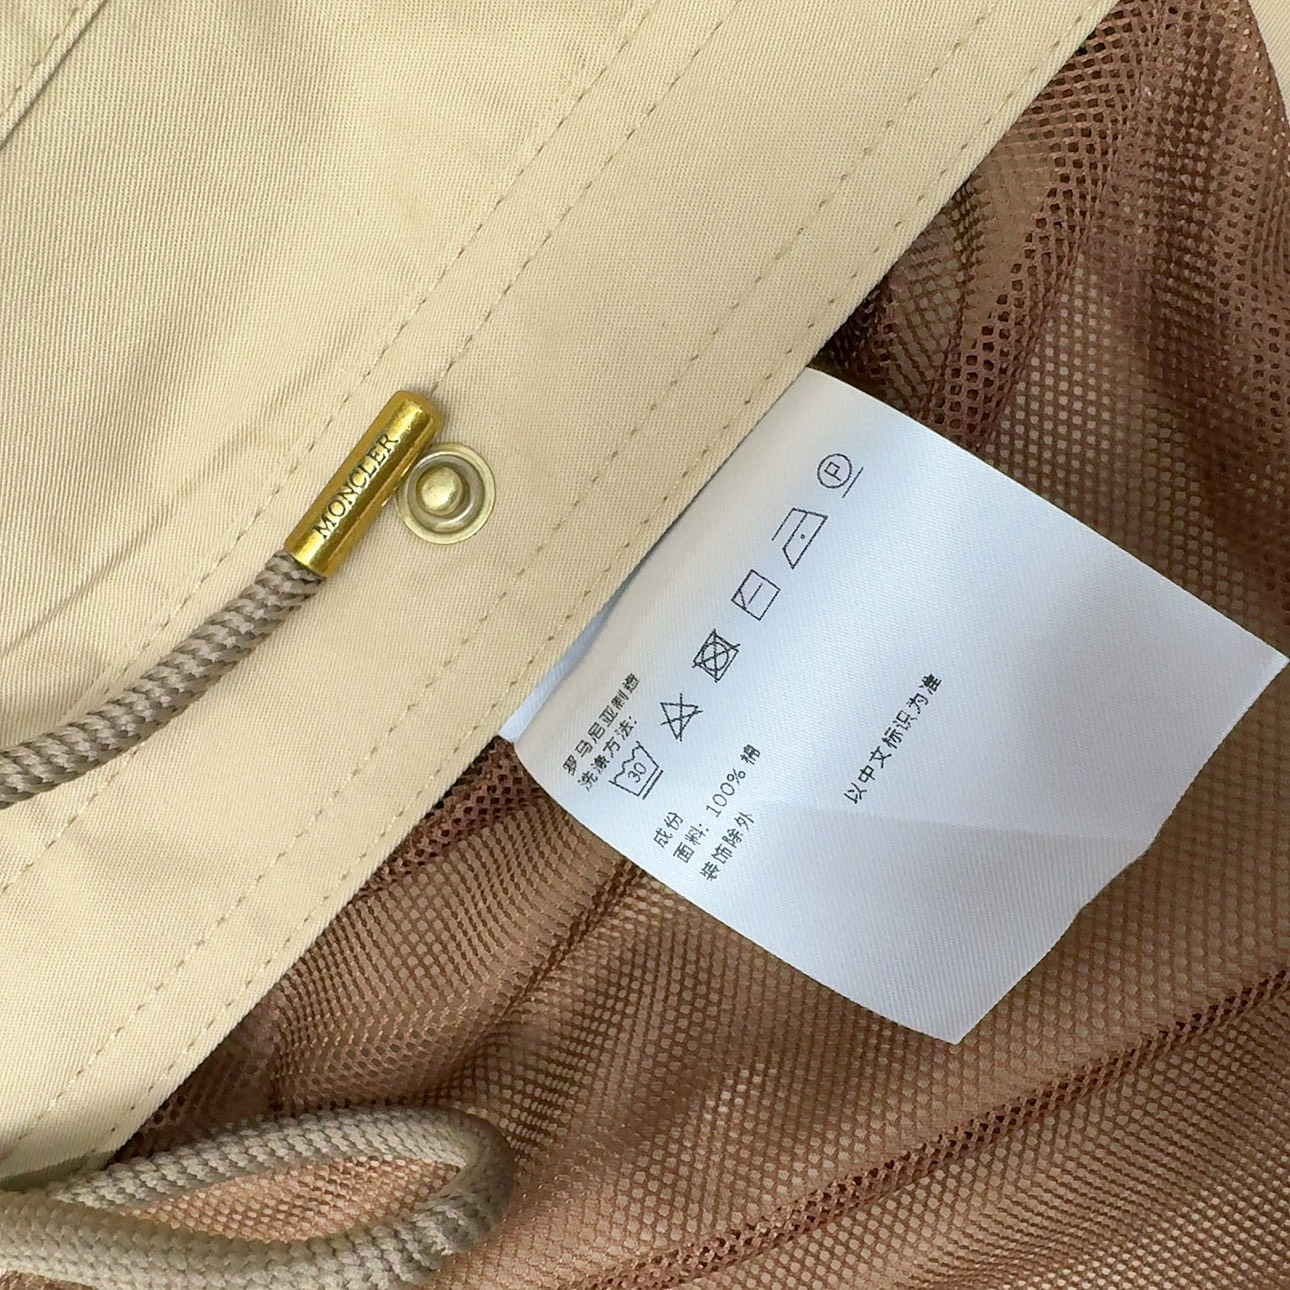 MONCLER
罗马尼亚制造
洗涤方法:
30
P
成份
面料: 100% 棉
装饰除外
以中文标识为准